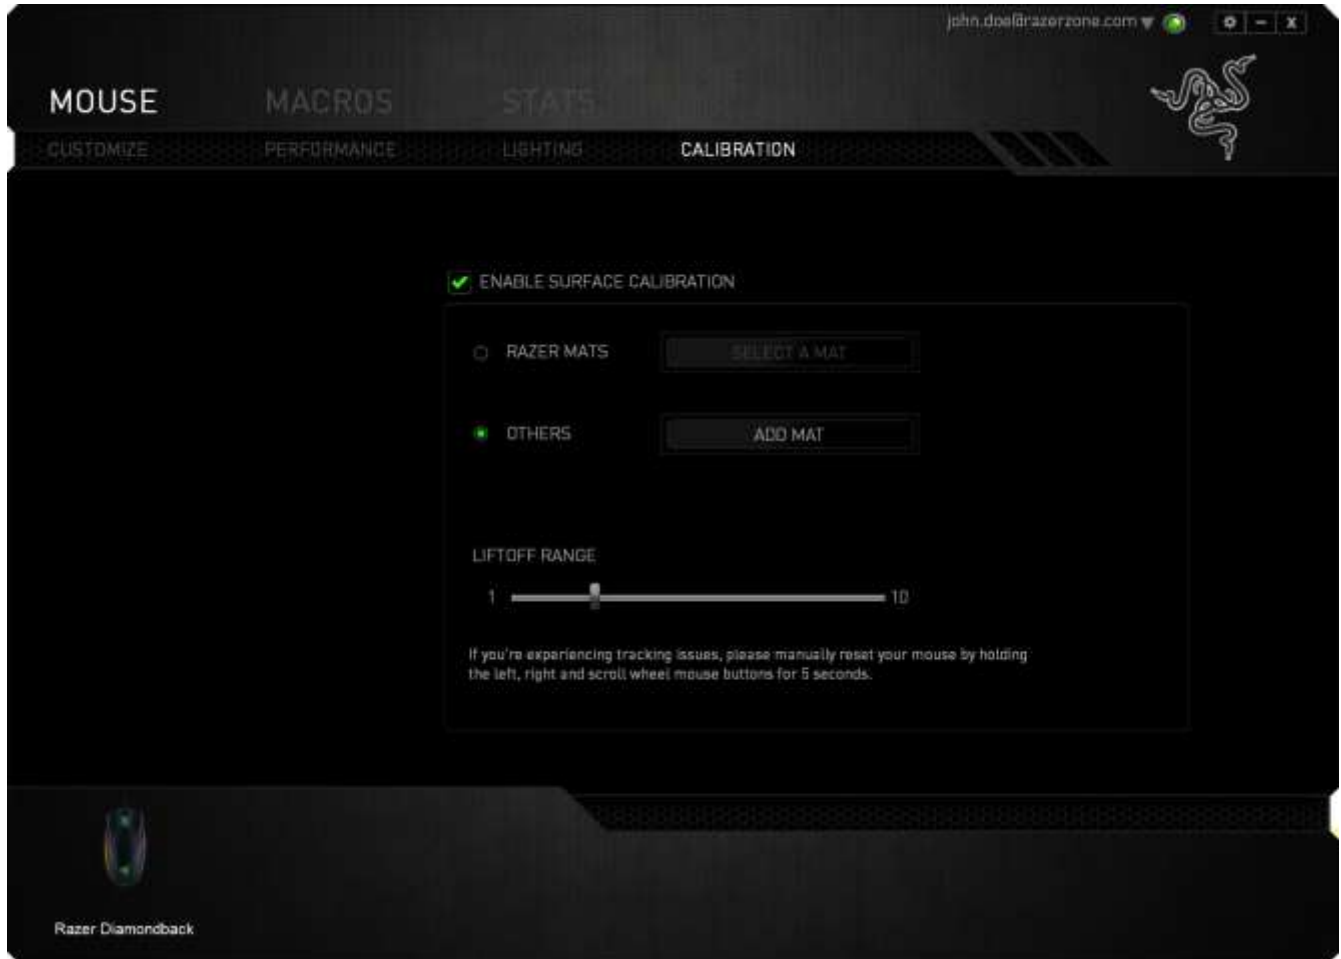 john.doe@razerzone.com
MOUSE MACROS STATS
CUSTOMIZE PERFORMANCE LIGHTING CALIBRATION
ENABLE SURFACE CALIBRATION
RAZER MATS SELECT A MAT
OTHERS ADD MAT
LIFTOFF RANGE
1 10
If you're experiencing tracking issues, please manually reset your mouse by holding
the left, right and scroll wheel mouse buttons for 5 seconds.
Razer Diamondback